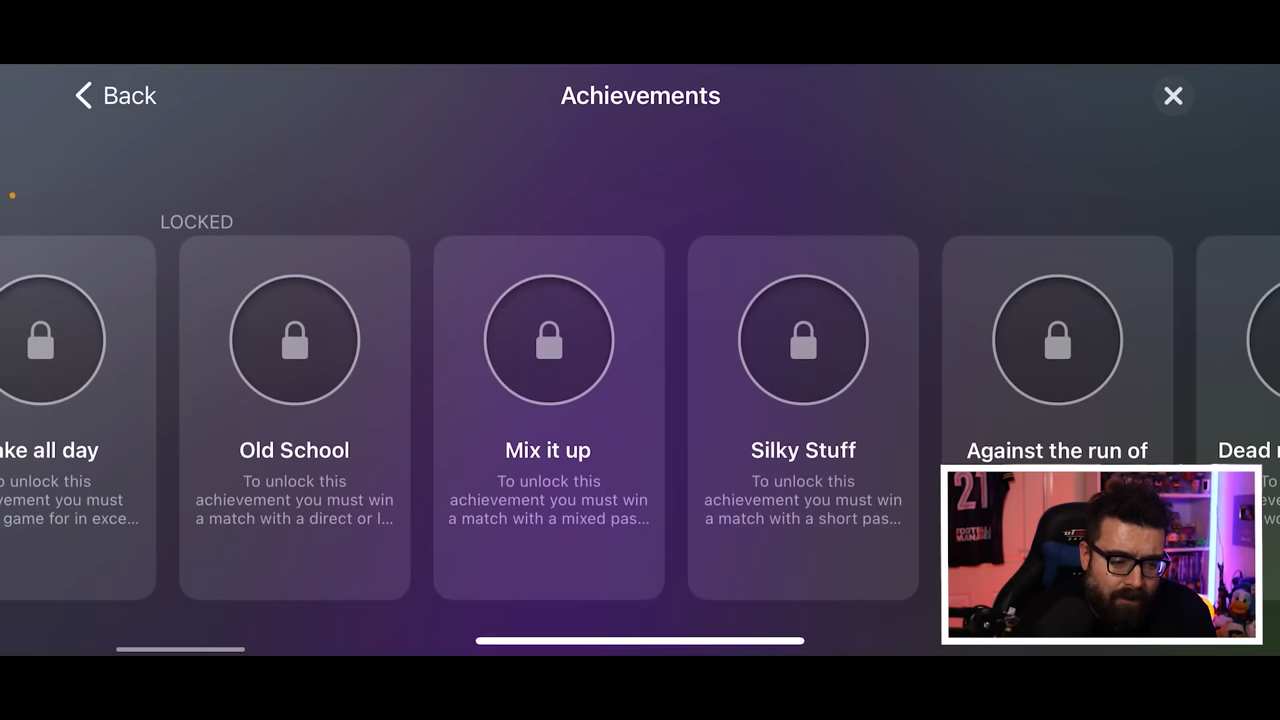 Back
Achievements
LOCKED
ake all day
o unlock this
vement you must
game for in exce...
Old School
To unlock this
achievement you must win
a match with a direct or l...
Mix it up
To unlock this
achievement you must win
a match with a mixed pas...
Silky Stuff
To unlock this
achievement you must win
a match with a short pas...
Against the run of
Dead
To
21
FOOTBALL
MANAGER